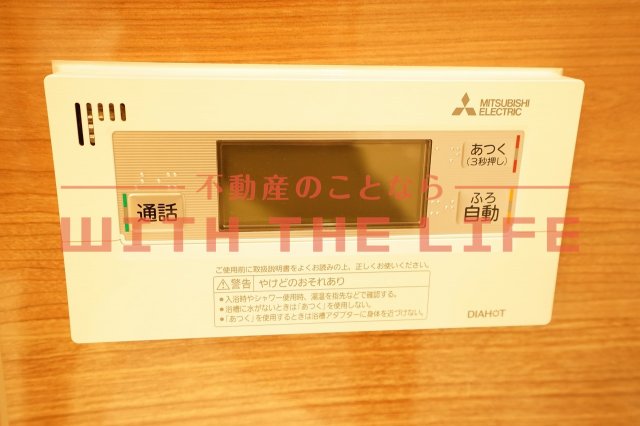 MITSUBISHI
ELECTRIC
あつく
(3秒押し)
不動産のことなら
ふろ
自動
通話
WITH THE LIFE
ご使用前に取扱説明書をよくお読みの上、正しくお使いください。
⚠警告 やけどのおそれあり
●入浴時やシャワー使用時、湯温を指先などで確認する。
●浴槽に水がないときは「あつく」を使用しない。
●「あつく」を使用するときは浴槽アダプターに身体を近づけない。
DIAHOT